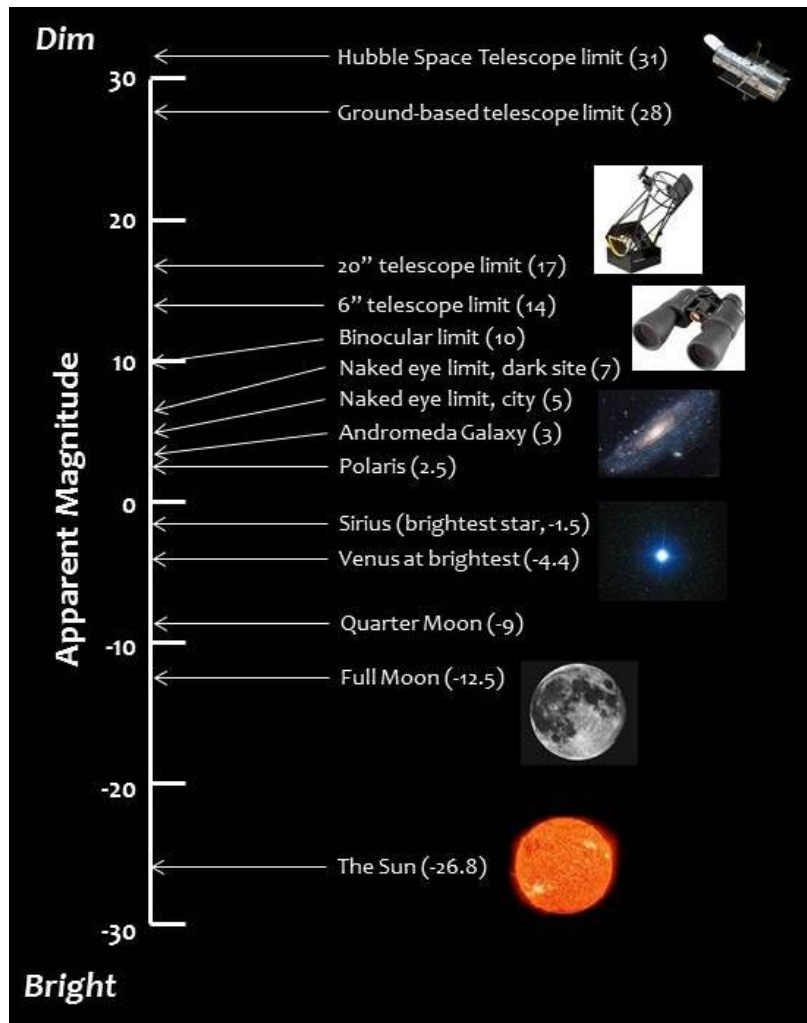 Dim
Hubble Space Telescope limit (31)
30
Ground-based telescope limit (28)
20
20” telescope limit (17)
6” telescope limit (14)
Binocular limit (10)
10
Naked eye limit, dark site (7)
Naked eye limit, city (5)
Andromeda Galaxy (3)
Polaris (2.5)
Apparent Magnitude
0
Sirius (brightest star, -1.5)
Venus at brightest (-4.4)
Quarter Moon (-9)
-10
Full Moon (-12.5)
-20
The Sun (-26.8)
-30
Bright